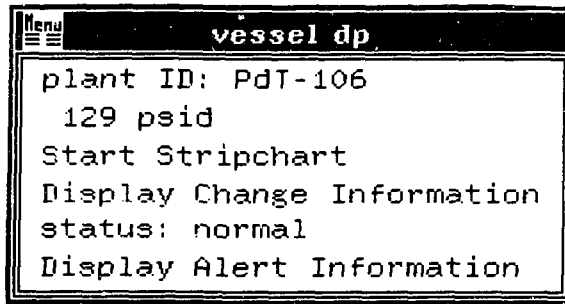 Menu
vessel dp
plant ID: PdT-106
129 psid
Start Stripchart
Display Change Information
status: normal
Display Alert Information